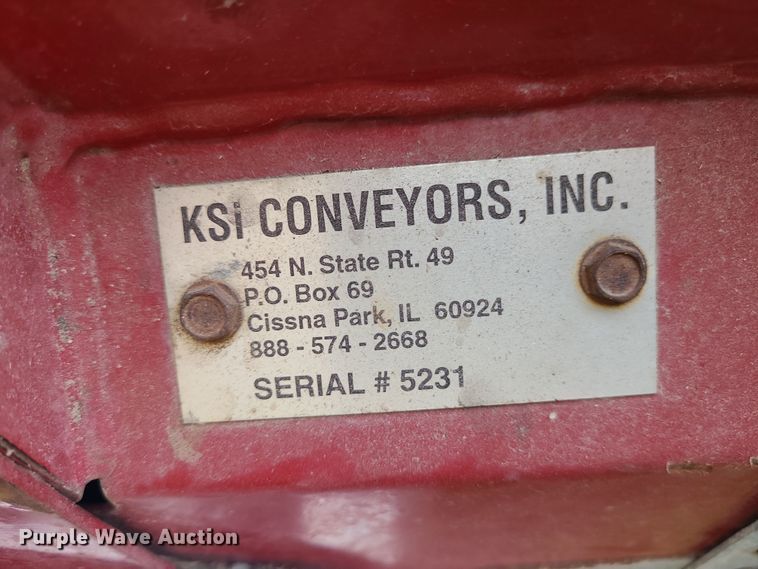 KSi CONVEYORS, INC.
454 N. State Rt. 49
P.O. Box 69
Cissna Park, IL 60924
888 - 574 - 2668
SERIAL # 5231
Purple Wave Auction